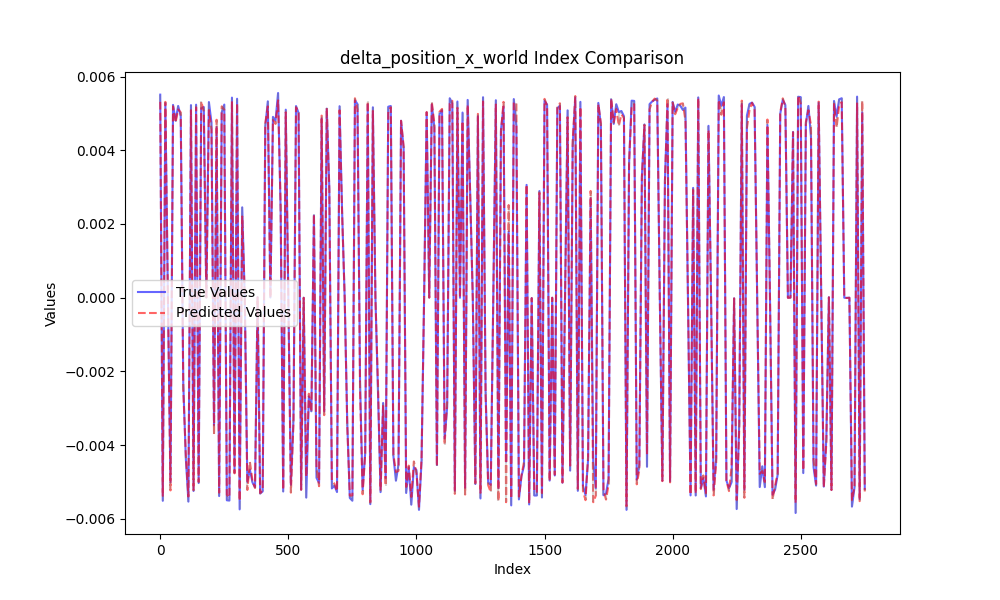 delta_position_x_world Index Comparison
0.006
0.004
0.002
0.000
−0.002
−0.004
−0.006
Values
True Values
Predicted Values
0 500 1000 1500 2000 2500
Index